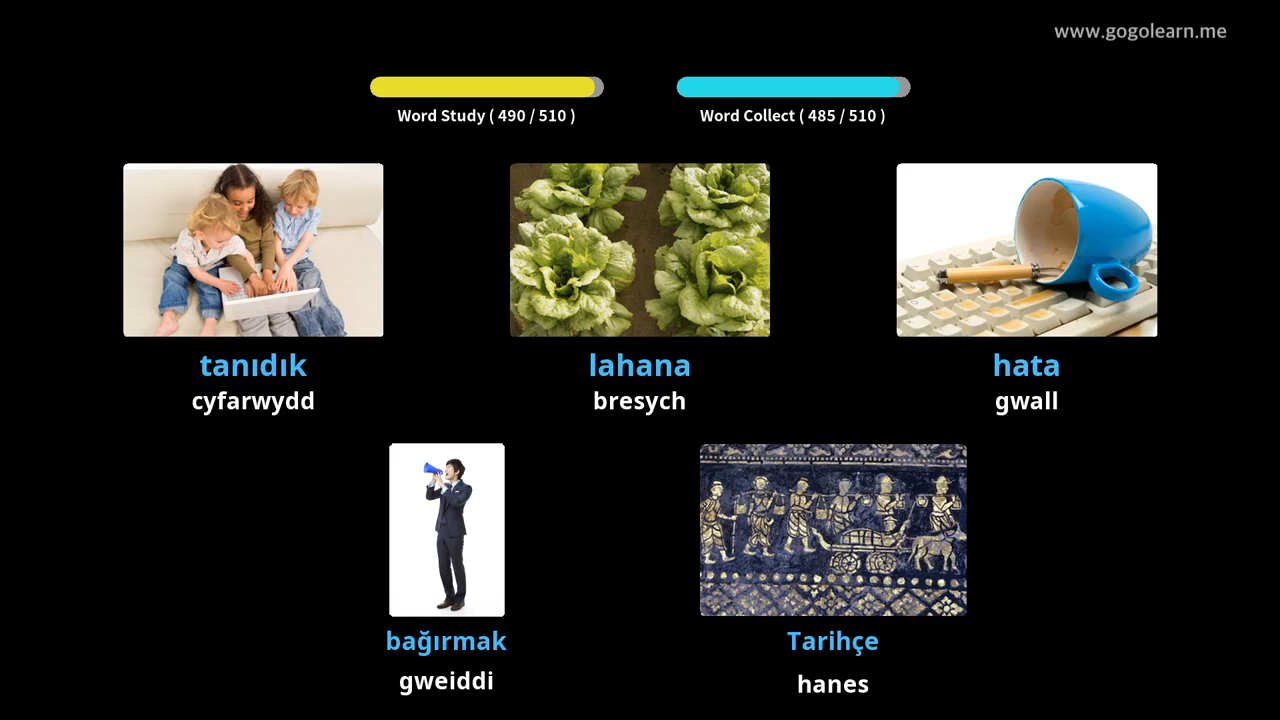 www.gogolearn.me
Word Study ( 490 / 510 )
Word Collect ( 485 / 510 )
tanıdık
cyfarwydd
lahana
bresych
hata
gwall
bağırmak
gweiddi
Tarihçe
hanes